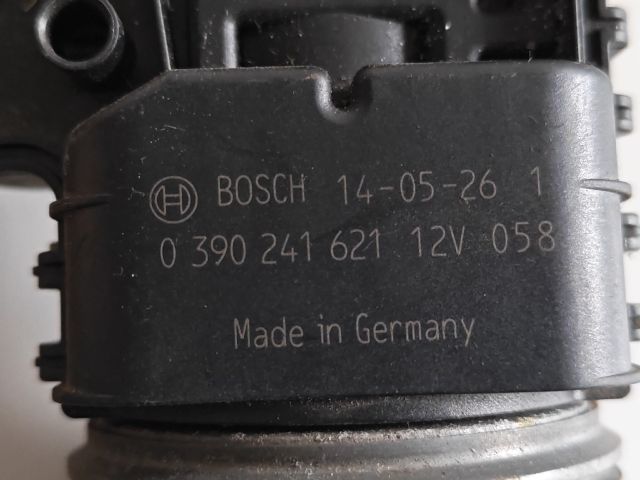 BOSCH 14-05-26 1
0 390 241 621 12V 058
Made in Germany